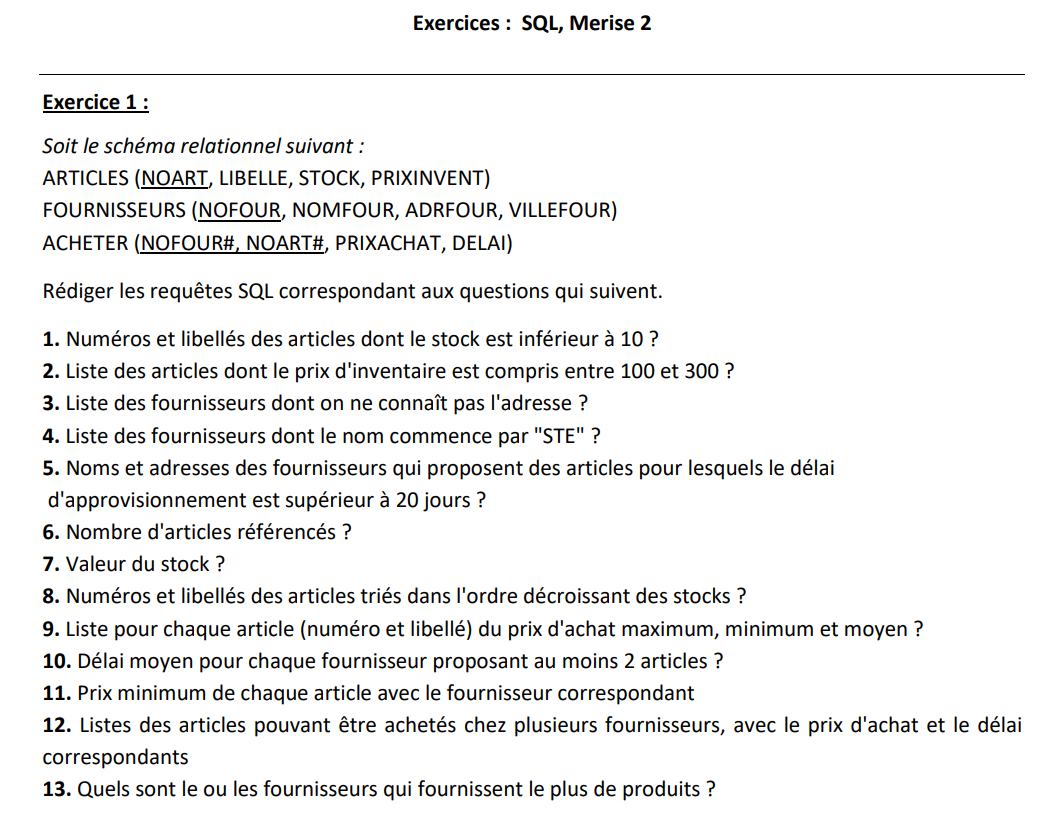 Exercices : SQL, Merise 2
Exercice 1 :
Soit le schéma relationnel suivant :
ARTICLES (NOART, LIBELLE, STOCK, PRIXINVENT)
FOURNISSEURS (NOFOUR, NOMFOUR, ADRFOUR, VILLEFOUR)
ACHETER (NOFOUR#, NOART#, PRIXACHAT, DELAI)
Rédiger les requêtes SQL correspondant aux questions qui suivent.
1. Numéros et libellés des articles dont le stock est inférieur à 10 ?
2. Liste des articles dont le prix d'inventaire est compris entre 100 et 300 ?
3. Liste des fournisseurs dont on ne connaît pas l'adresse ?
4. Liste des fournisseurs dont le nom commence par "STE" ?
5. Noms et adresses des fournisseurs qui proposent des articles pour lesquels le délai
d'approvisionnement est supérieur à 20 jours ?
6. Nombre d'articles référencés ?
7. Valeur du stock ?
8. Numéros et libellés des articles triés dans l'ordre décroissant des stocks ?
9. Liste pour chaque article (numéro et libellé) du prix d'achat maximum, minimum et moyen ?
10. Délai moyen pour chaque fournisseur proposant au moins 2 articles ?
11. Prix minimum de chaque article avec le fournisseur correspondant
12. Listes des articles pouvant être achetés chez plusieurs fournisseurs, avec le prix d'achat et le délai
correspondants
13. Quels sont le ou les fournisseurs qui fournissent le plus de produits ?